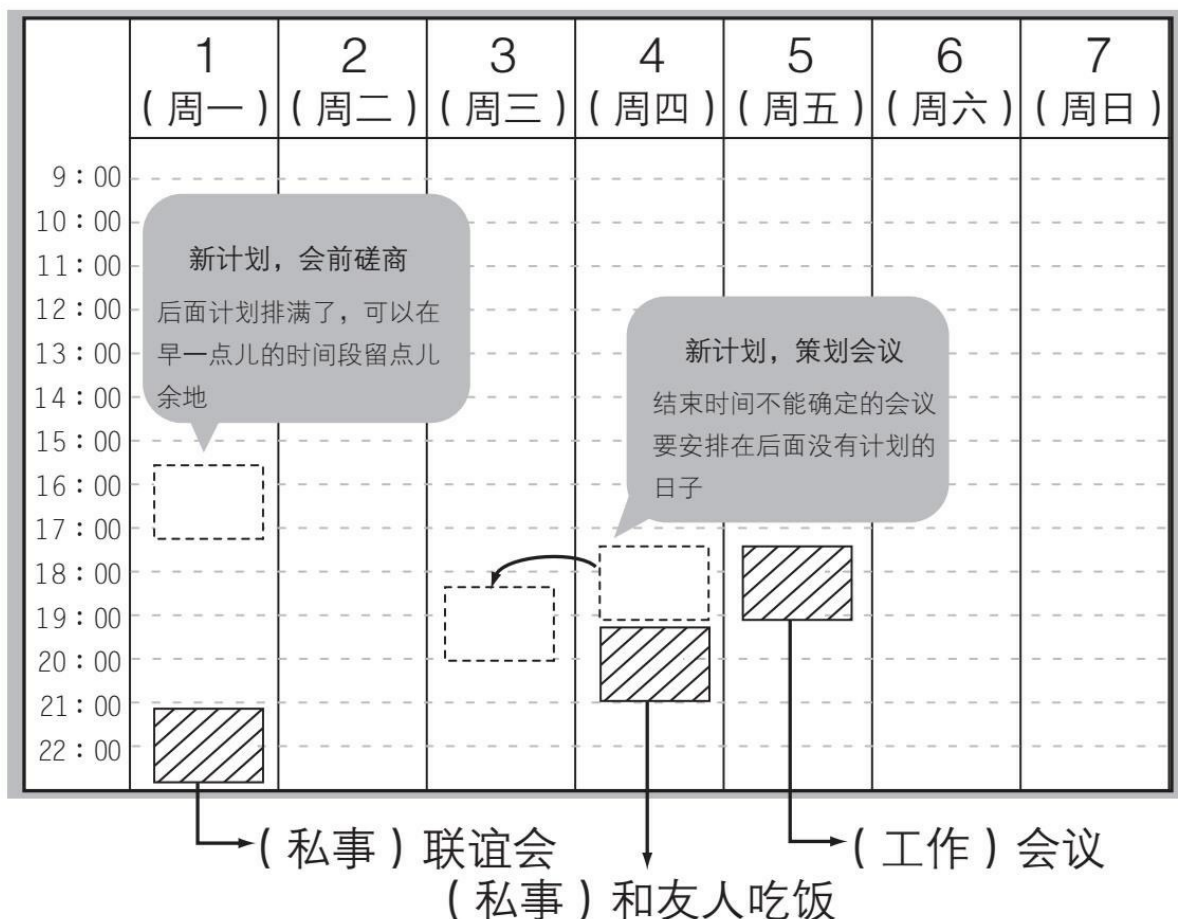 1 2 3 4 5 6 7
(周一) (周二) (周三) (周四) (周五) (周六) (周日)
9:00
10:00
11:00
12:00
13:00
14:00
15:00
16:00
17:00
18:00
19:00
20:00
21:00
22:00
新计划，会前磋商
后面计划排满了，可以在
早一点儿的时间段留点儿
余地
新计划，策划会议
结束时间不能确定的会议
要安排在后面没有计划的
日子
(私事)联谊会
(工作)会议
(私事)和友人吃饭